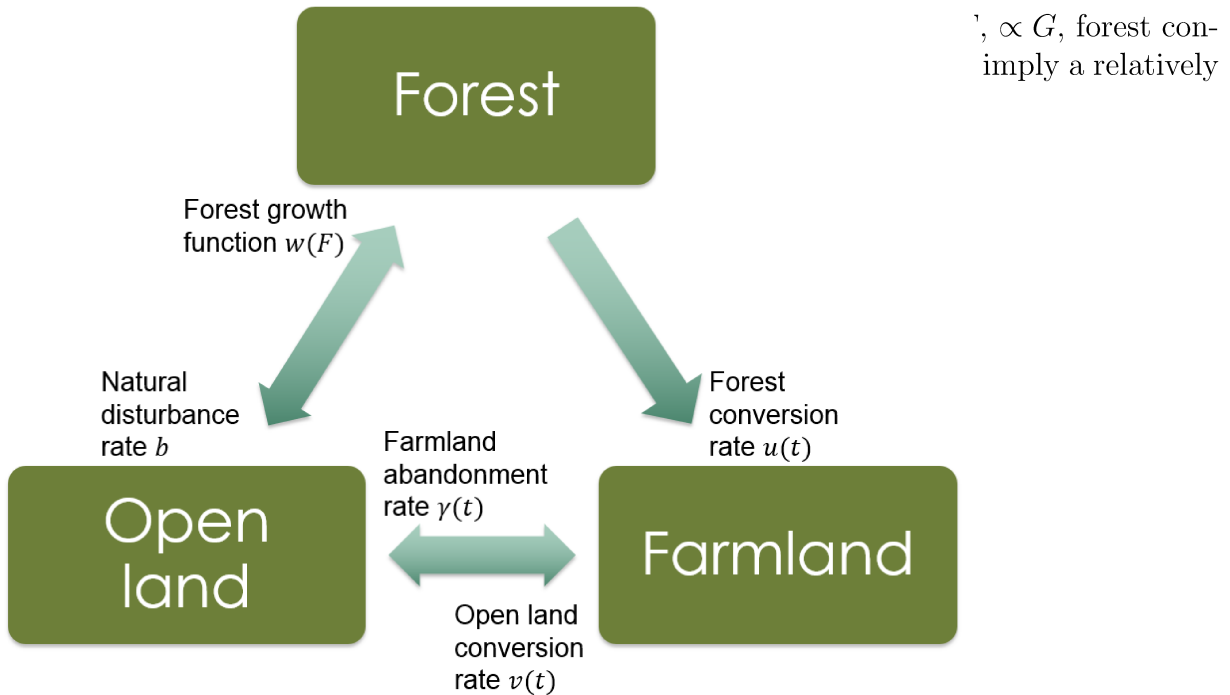 Forest
', ∝ G, forest con-
imply a relatively
Forest growth
function w(F)
Natural
disturbance
rate b
Forest
conversion
rate u(t)
Farmland
abandonment
rate γ(t)
Open
land
Farmland
Open land
conversion
rate v(t)